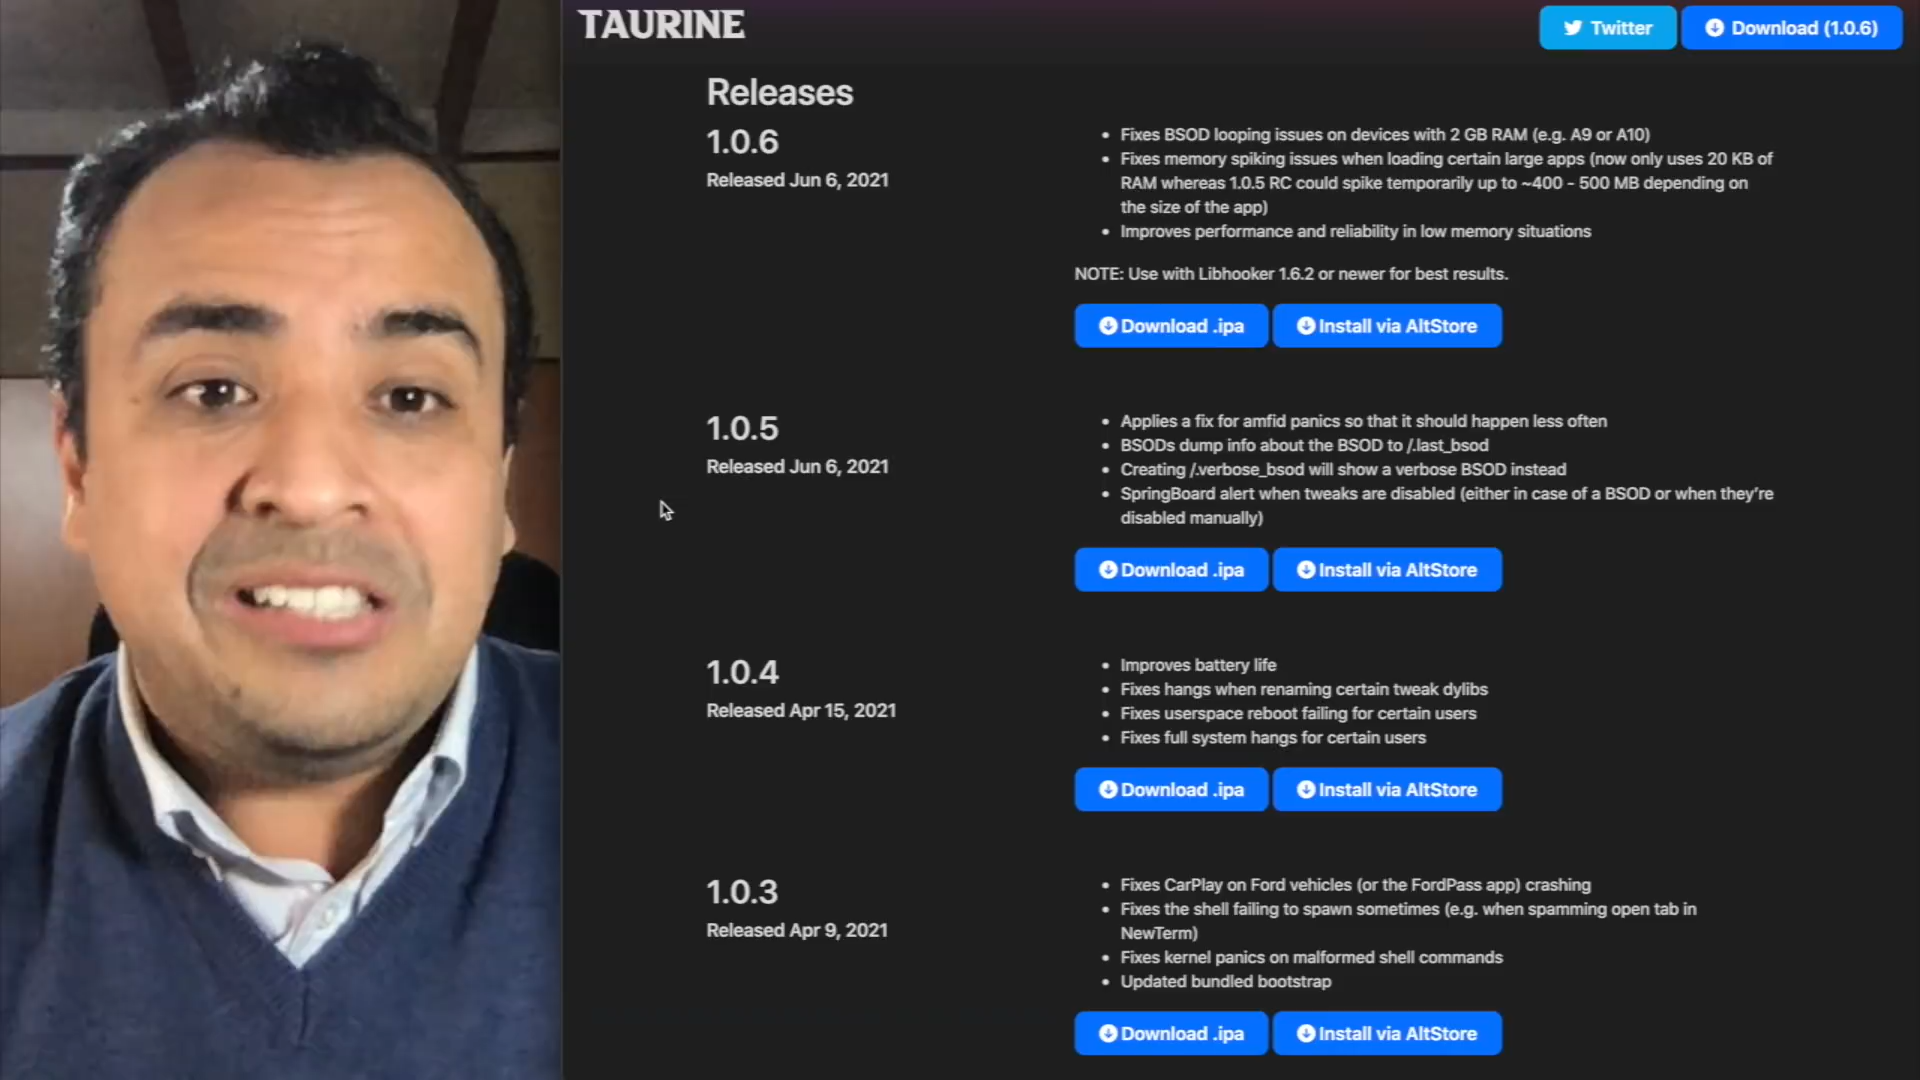 TAURINE
Twitter
Download (1.0.6)
Releases
1.0.6
Released Jun 6, 2021
Fixes BSOD looping issues on devices with 2 GB RAM (e.g. A9 or A10)
Fixes memory spiking issues when loading certain large apps (now only uses 20 KB of
RAM whereas 1.0.5 RC could spike temporarily up to ~400 - 500 MB depending on
the size of the app)
Improves performance and reliability in low memory situations
NOTE: Use with Libhooker 1.6.2 or newer for best results.
Download .ipa
Install via AltStore
1.0.5
Released Jun 6, 2021
Applies a fix for amfid panics so that it should happen less often
BSODs dump info about the BSOD to /.last_bsod
Creating /.verbose_bsod will show a verbose BSOD instead
SpringBoard alert when tweaks are disabled (either in case of a BSOD or when they're
disabled manually)
Download .ipa
Install via AltStore
1.0.4
Released Apr 15, 2021
Improves battery life
Fixes hangs when renaming certain tweak dylibs
Fixes userspace reboot failing for certain users
Fixes full system hangs for certain users
Download .ipa
Install via AltStore
1.0.3
Released Apr 9, 2021
Fixes CarPlay on Ford vehicles (or the FordPass app) crashing
Fixes the shell failing to spawn sometimes (e.g. when spamming open tab in
NewTerm)
Fixes kernel panics on malformed shell commands
Updated bundled bootstrap
Download .ipa
Install via AltStore